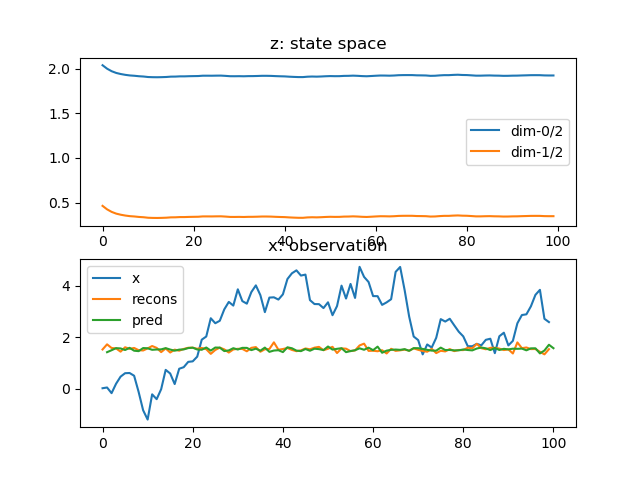 z: state space
2.0
1.5
1.0
0.5
dim-0/2
dim-1/2
0 20 40 60 80 100
x: observation
4
2
0
x
recons
pred
0 20 40 60 80 100